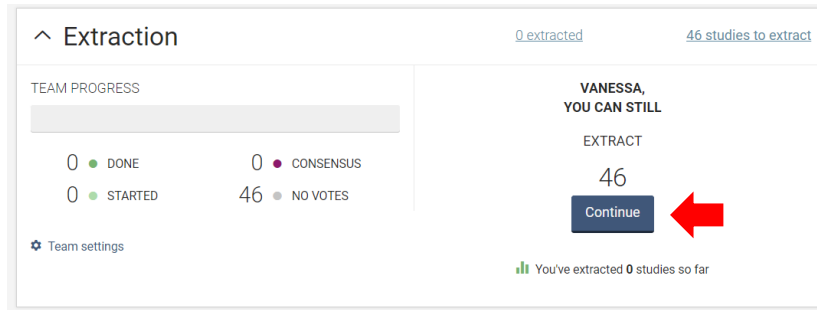 Extraction
0 extracted
46 studies to extract
TEAM PROGRESS
0 DONE
0 CONSENSUS
0 STARTED
46 NO VOTES
Team settings
VANESSA,
YOU CAN STILL
EXTRACT
46
Continue
You've extracted 0 studies so far